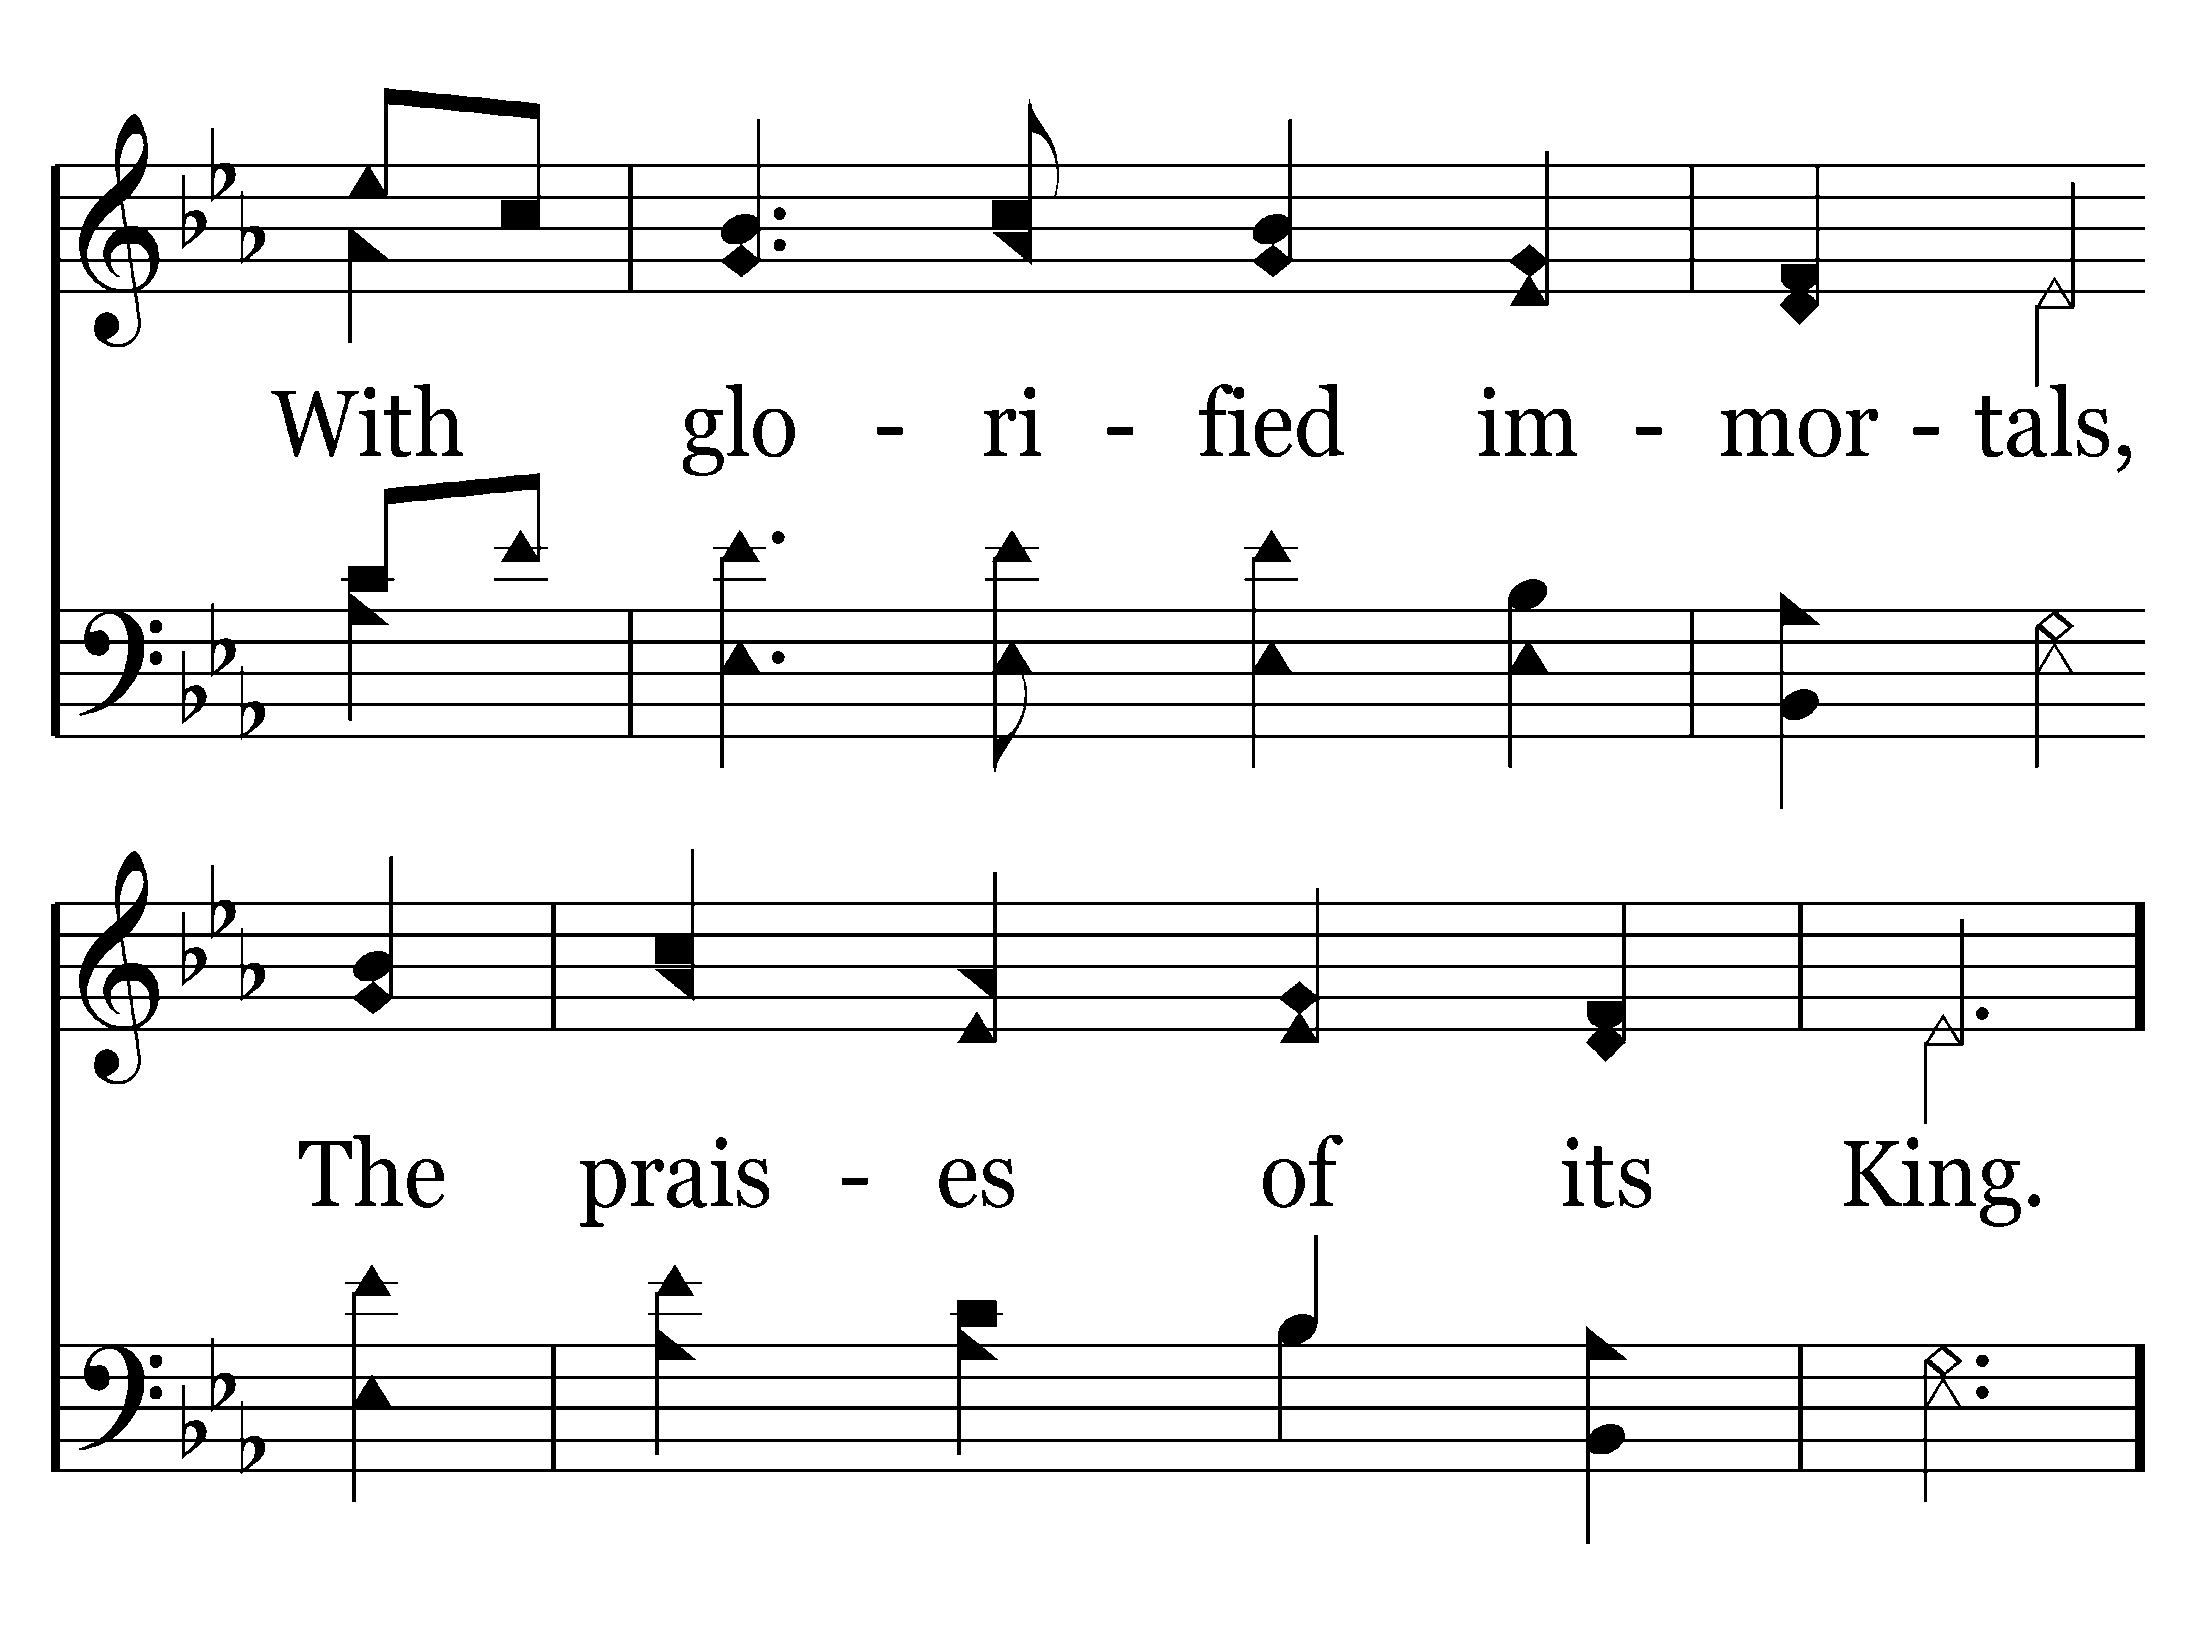 With glo - ri - fied im - mor - tals,
The prais - es of its King.